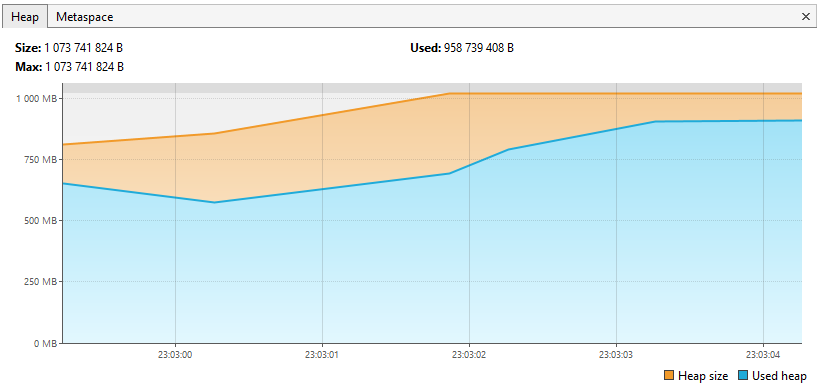 Heap Metaspace ×
Size: 1 073 741 824 B Used: 958 739 408 B
Max: 1 073 741 824 B
1 000 MB
750 MB
500 MB
250 MB
0 MB
23:03:00 23:03:01 23:03:02 23:03:03 23:03:04
Heap size Used heap